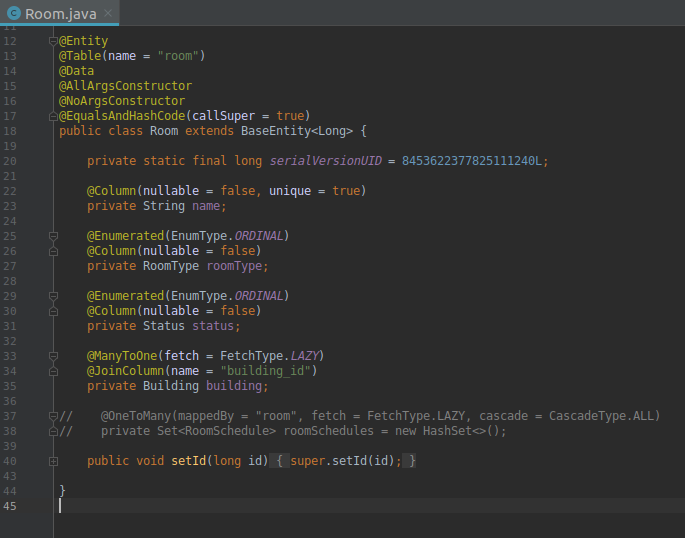 Room.java
11
12 @Entity
13 @Table(name = "room")
14 @Data
15 @AllArgsConstructor
16 @NoArgsConstructor
17 @EqualsAndHashCode(callSuper = true)
18 public class Room extends BaseEntity<Long> {
19
20     private static final long serialVersionUID = 8453622377825111240L;
21
22     @Column(nullable = false, unique = true)
23     private String name;
24
25     @Enumerated(EnumType.ORDINAL)
26     @Column(nullable = false)
27     private RoomType roomType;
28
29     @Enumerated(EnumType.ORDINAL)
30     @Column(nullable = false)
31     private Status status;
32
33     @ManyToOne(fetch = FetchType.LAZY)
34     @JoinColumn(name = "building_id")
35     private Building building;
36
37 //    @OneToMany(mappedBy = "room", fetch = FetchType.LAZY, cascade = CascadeType.ALL)
38 //    private Set<RoomSchedule> roomSchedules = new HashSet<>();
39
40     public void setId(long id) { super.setId(id); }
43
44 }
45